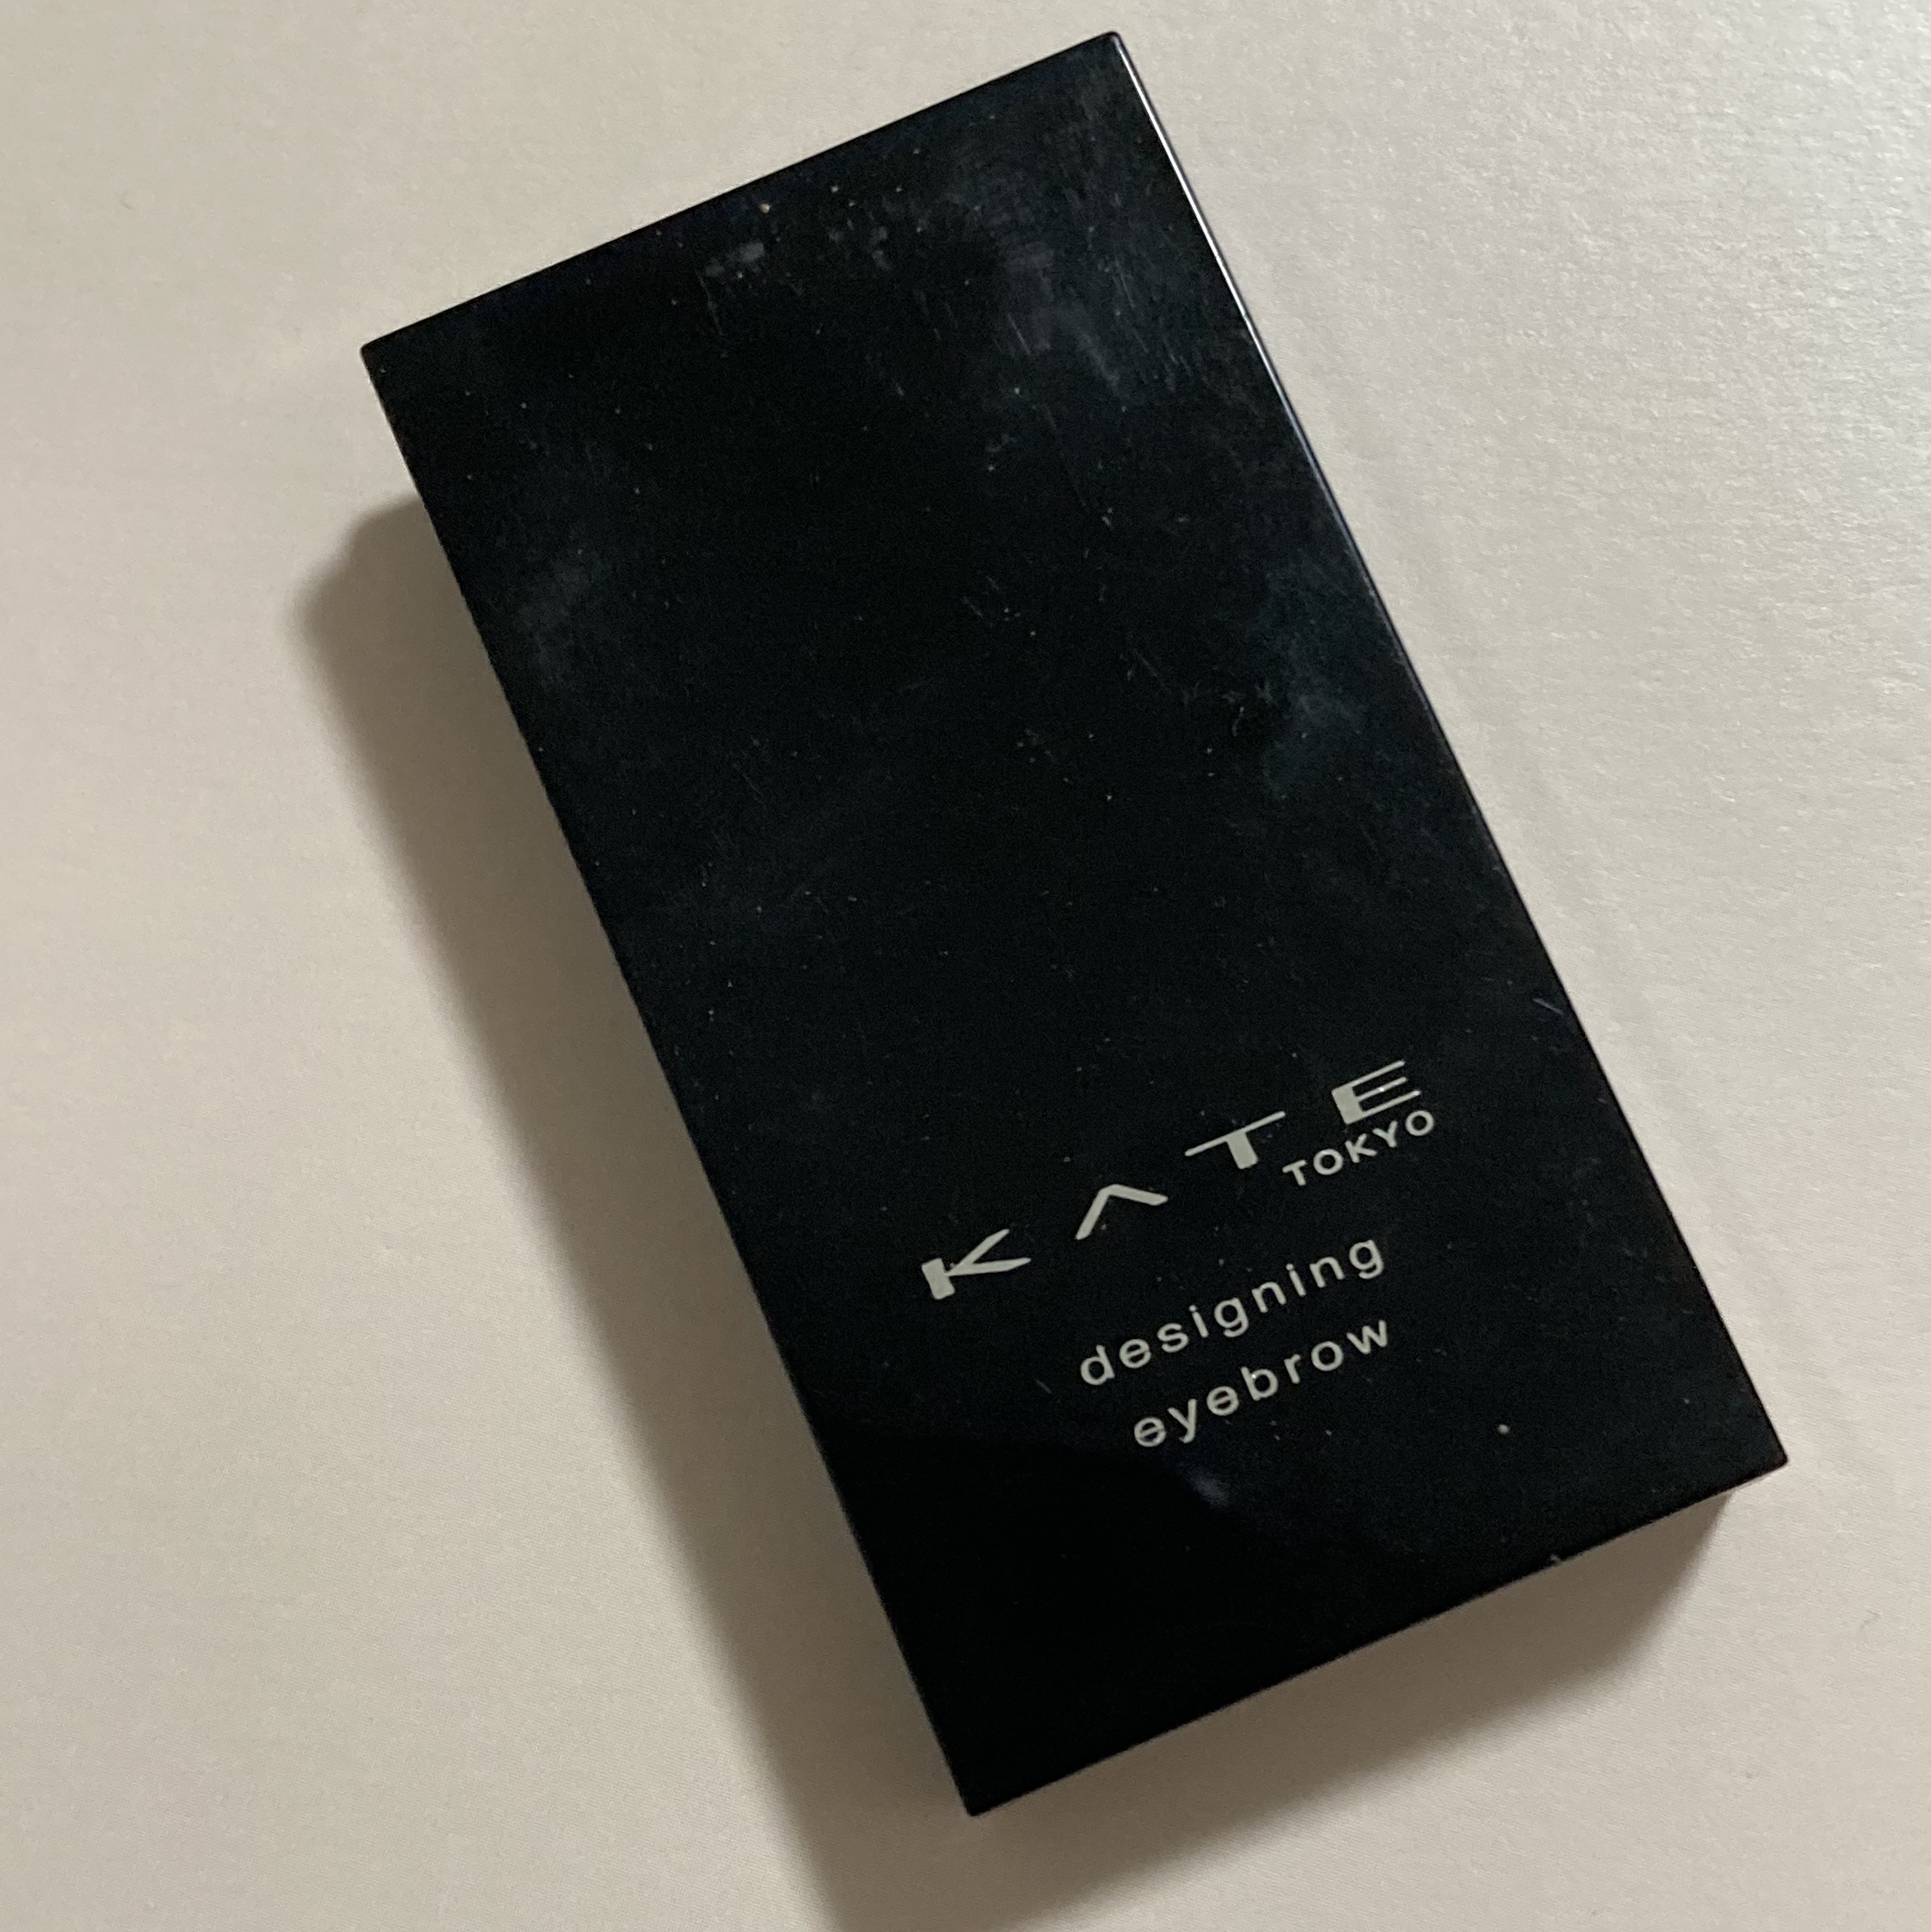 KATE
TOKYO
designing
eyebrow